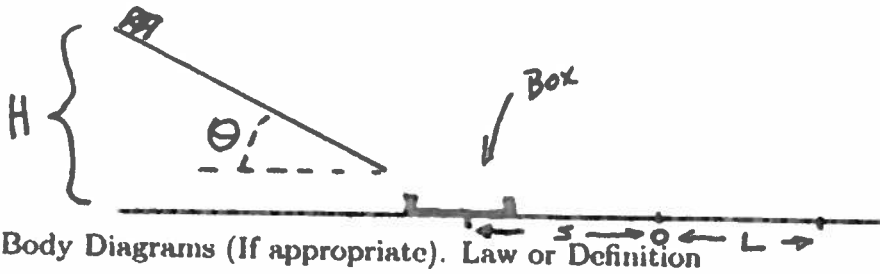 M
Box
H
θ
S O L
Body Diagrams (If appropriate). Law or Definition